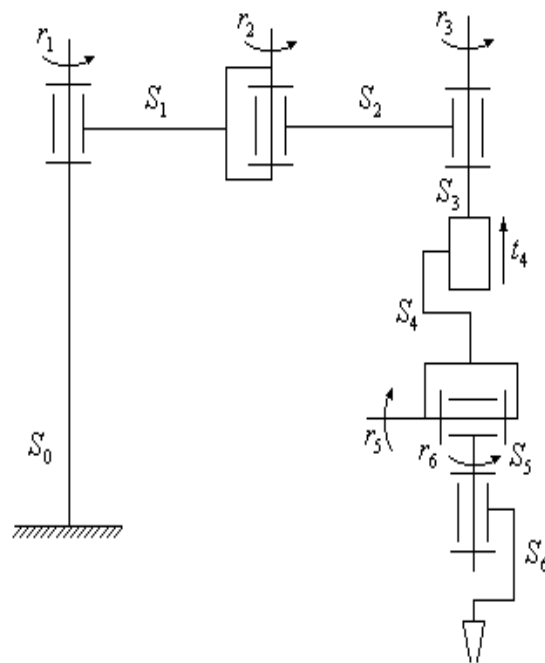 r₁
r₂
r₃
S₁
S₂
S₃
t₄
S₄
S₀
r₅
r₆
S₅
S₆